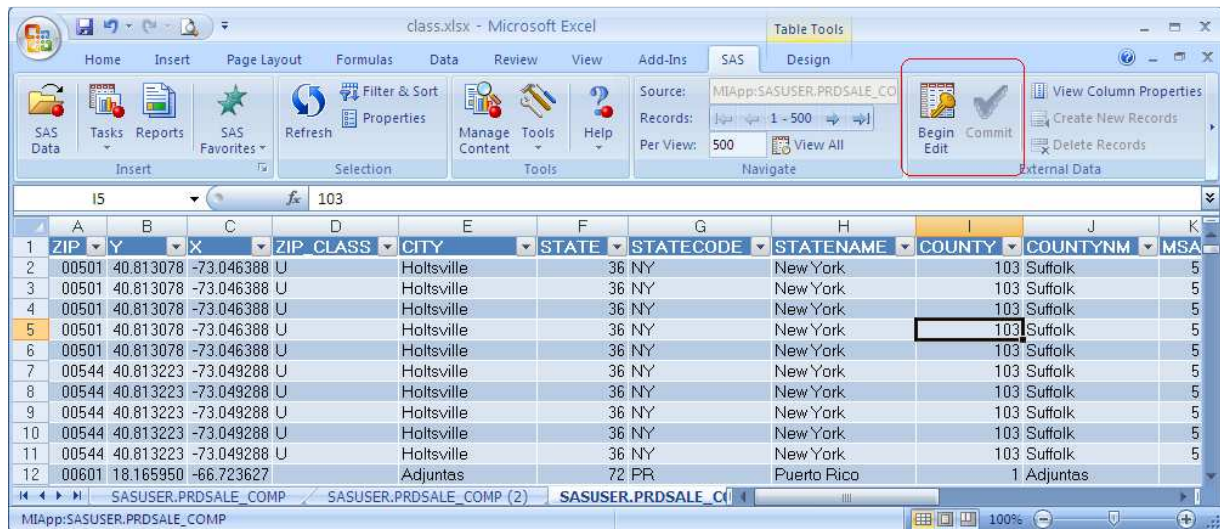 class.xlsx - Microsoft Excel
Table Tools
Home Insert Page Layout Formulas Data Review View Add-Ins SAS Design
SAS Data
Tasks
Reports
SAS Favorites
Insert
Refresh
Filter & Sort
Properties
Selection
Manage Content
Tools
Help
Tools
Source: MIApp:SASUSER.PRDSALE_CO
Records: 1 - 500
Per View: 500 View All
Navigate
Begin Edit
Commit
View Column Properties
Create New Records
Delete Records
External Data
I5 fx 103
A B C D E F G H I J K
1 ZIP Y X ZIP_CLASS CITY STATE STATECODE STATENAME COUNTY COUNTYNM MSA
2 00501 40.813078 -73.046388 U Holtsville 36 NY New York 103 Suffolk 5
3 00501 40.813078 -73.046388 U Holtsville 36 NY New York 103 Suffolk 5
4 00501 40.813078 -73.046388 U Holtsville 36 NY New York 103 Suffolk 5
5 00501 40.813078 -73.046388 U Holtsville 36 NY New York 103 Suffolk 5
6 00501 40.813078 -73.046388 U Holtsville 36 NY New York 103 Suffolk 5
7 00544 40.813223 -73.049288 U Holtsville 36 NY New York 103 Suffolk 5
8 00544 40.813223 -73.049288 U Holtsville 36 NY New York 103 Suffolk 5
9 00544 40.813223 -73.049288 U Holtsville 36 NY New York 103 Suffolk 5
10 00544 40.813223 -73.049288 U Holtsville 36 NY New York 103 Suffolk 5
11 00544 40.813223 -73.049288 U Holtsville 36 NY New York 103 Suffolk 5
12 00601 18.165950 -66.723627 Adjuntas 72 PR Puerto Rico 1 Adjuntas
SASUSER.PRDSALE_COMP SASUSER.PRDSALE_COMP (2) SASUSER.PRDSALE_CO
MIApp:SASUSER.PRDSALE_COMP 100%